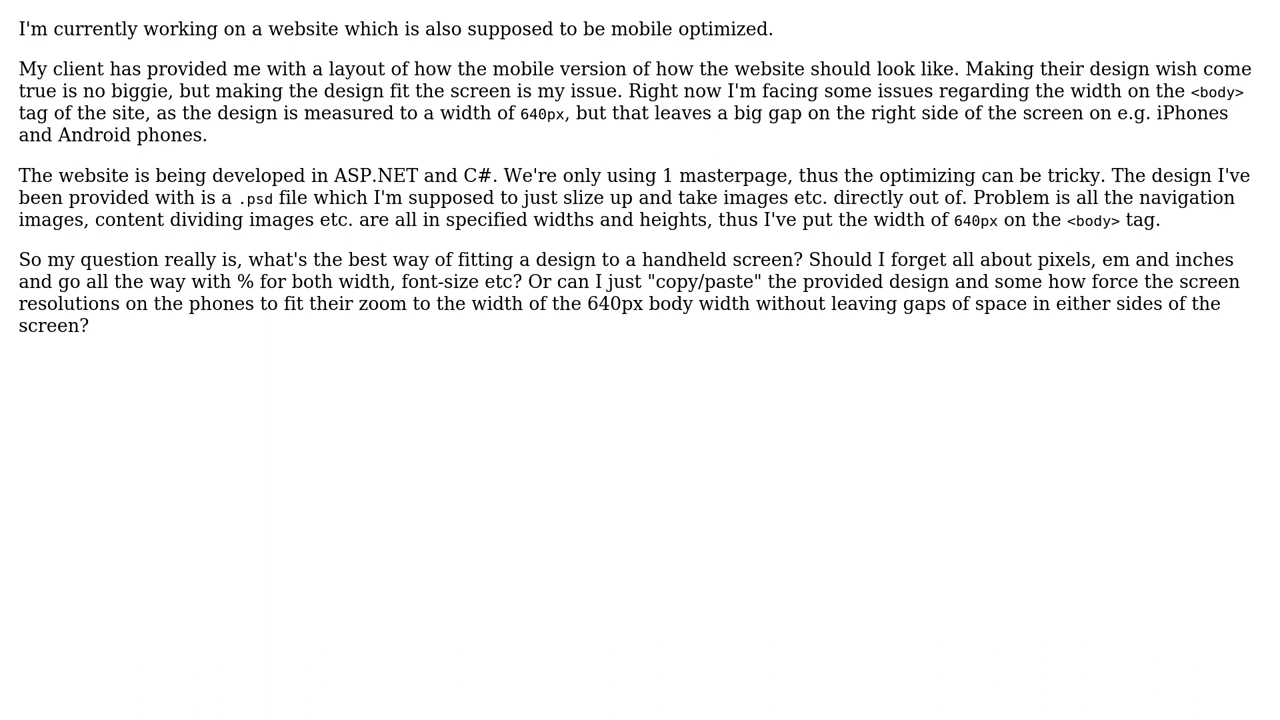 I'm currently working on a website which is also supposed to be mobile optimized.
My client has provided me with a layout of how the mobile version of how the website should look like. Making their design wish come
true is no biggie, but making the design fit the screen is my issue. Right now I'm facing some issues regarding the width on the <body>
tag of the site, as the design is measured to a width of 640px, but that leaves a big gap on the right side of the screen on e.g. iPhones
and Android phones.
The website is being developed in ASP.NET and C#. We're only using 1 masterpage, thus the optimizing can be tricky. The design I've
been provided with is a .psd file which I'm supposed to just slize up and take images etc. directly out of. Problem is all the navigation
images, content dividing images etc. are all in specified widths and heights, thus I've put the width of 640px on the <body> tag.
So my question really is, what's the best way of fitting a design to a handheld screen? Should I forget all about pixels, em and inches
and go all the way with % for both width, font-size etc? Or can I just "copy/paste" the provided design and some how force the screen
resolutions on the phones to fit their zoom to the width of the 640px body width without leaving gaps of space in either sides of the
screen?